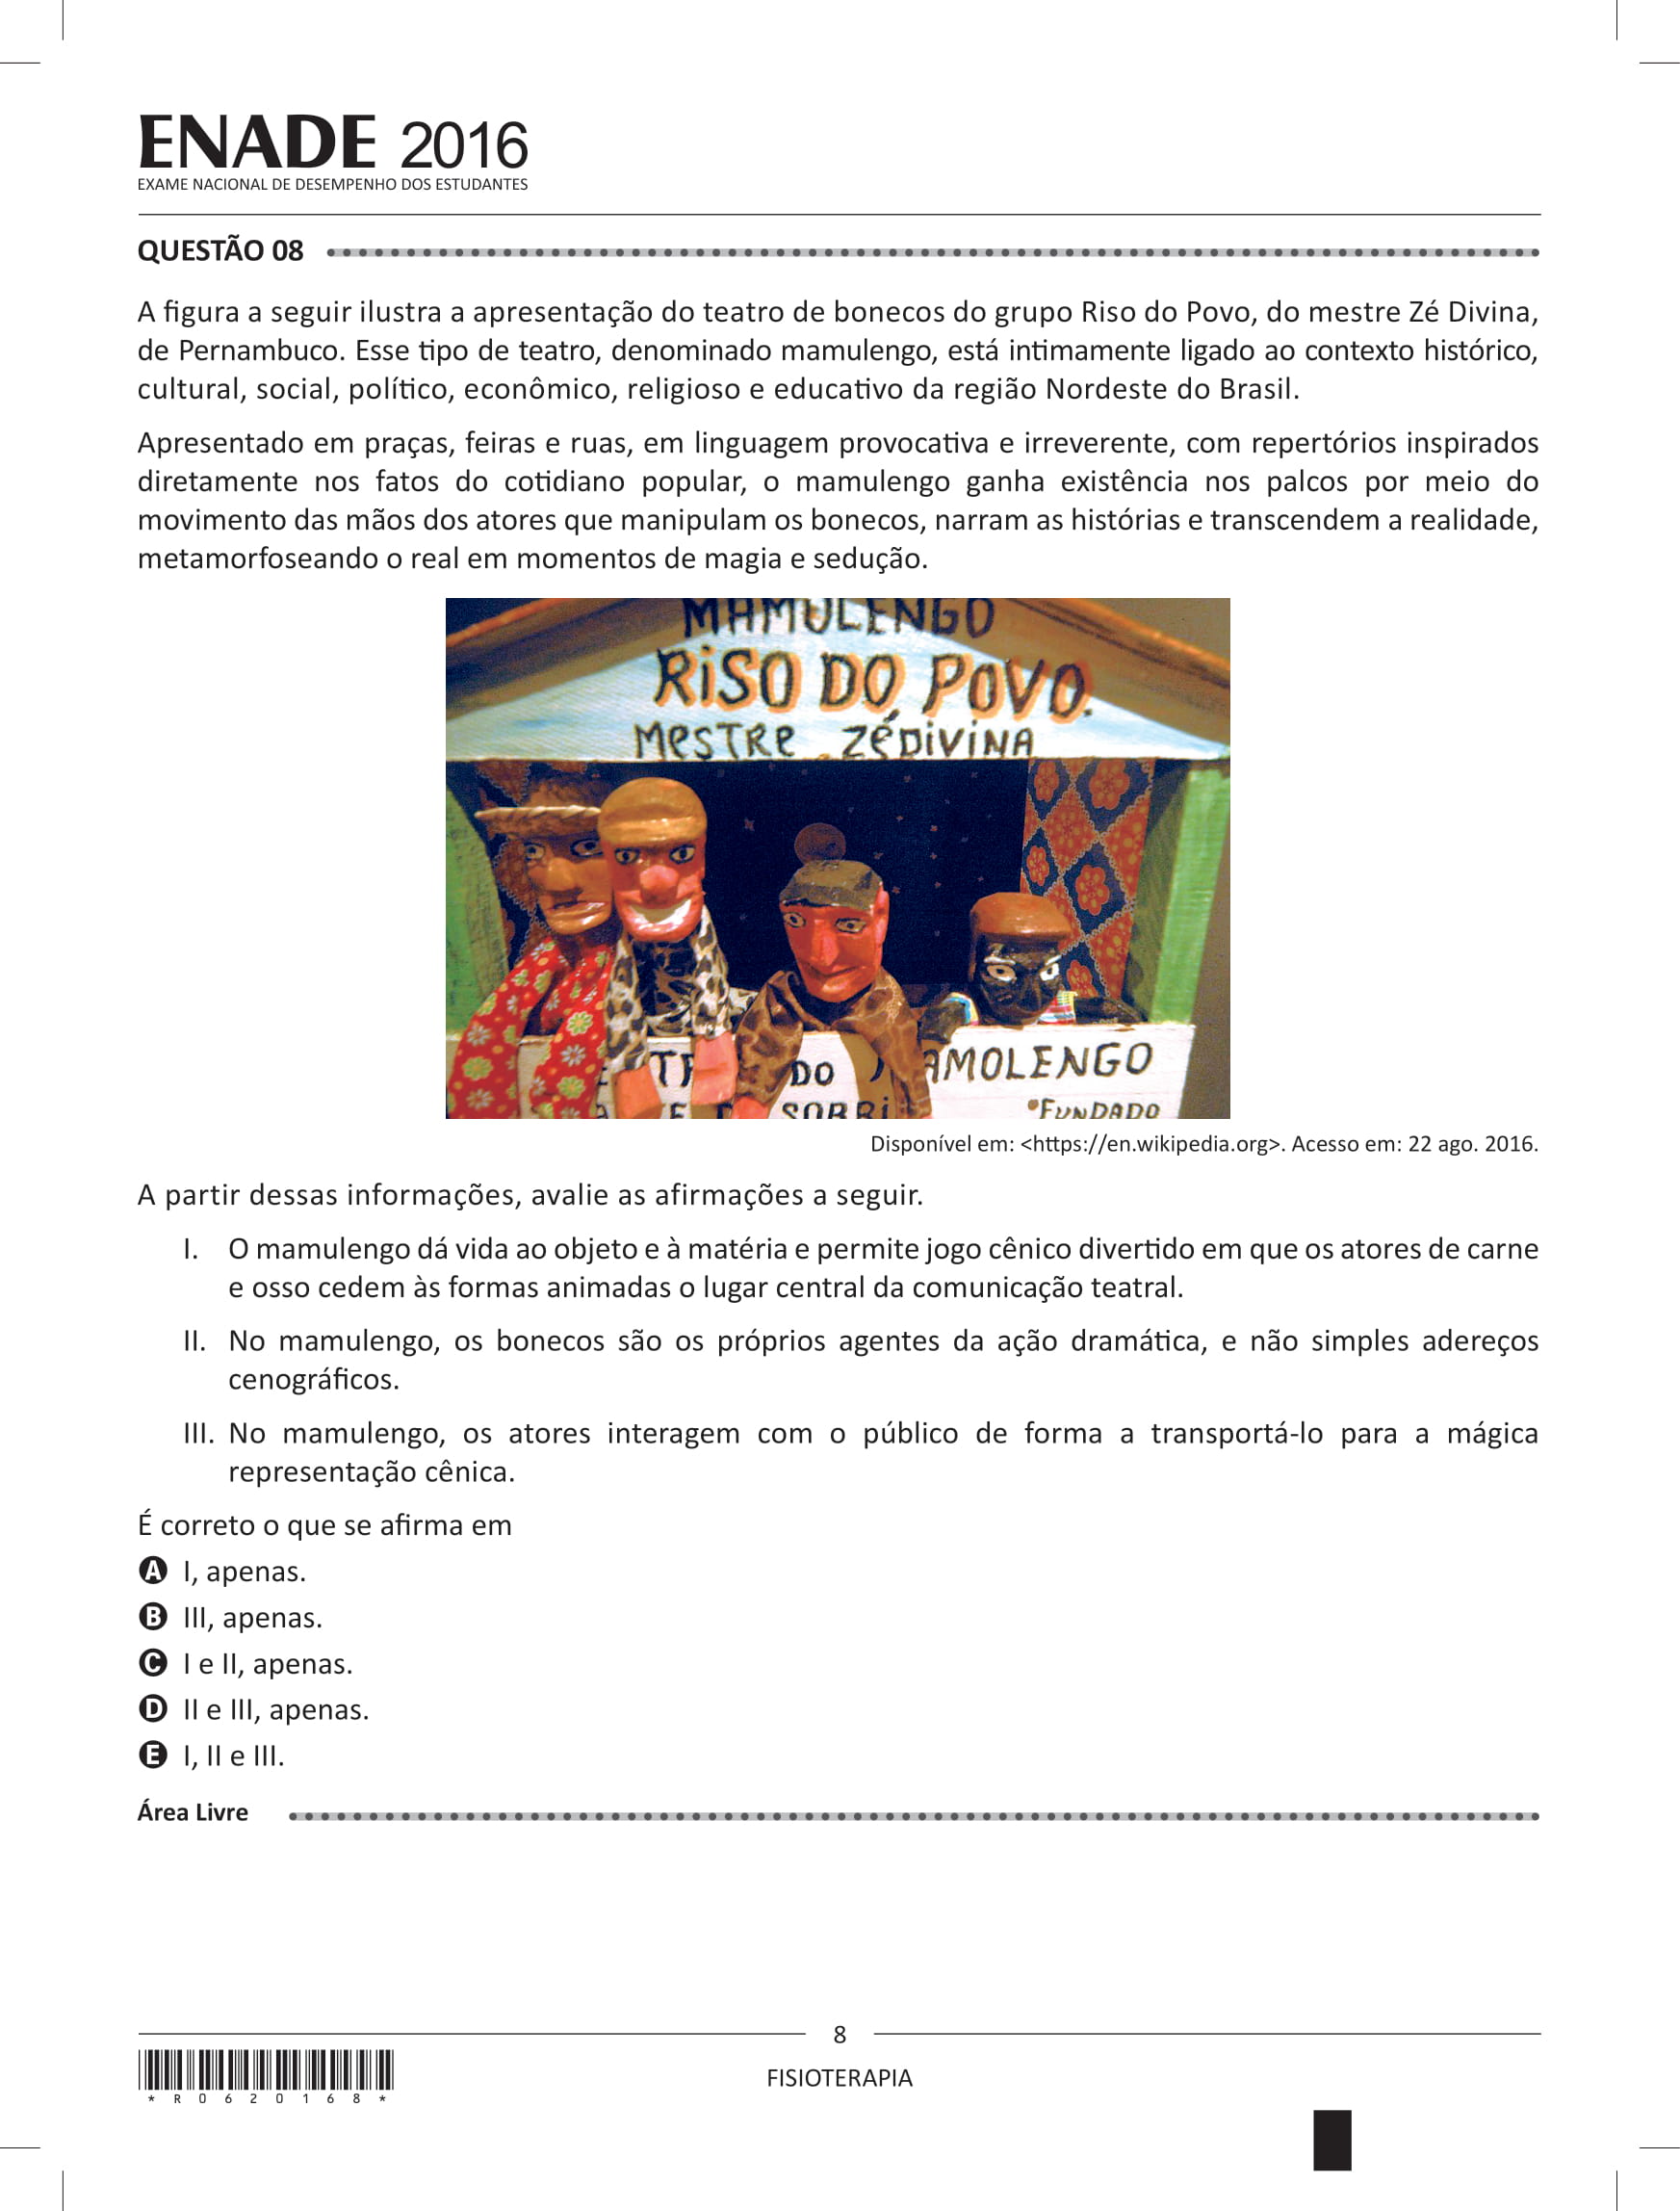 ENADE 2016
EXAME NACIONAL DE DESEMPENHO DOS ESTUDANTES
QUESTÃO 08
A figura a seguir ilustra a apresentação do teatro de bonecos do grupo Riso do Povo, do mestre Zé Divina,
de Pernambuco. Esse tipo de teatro, denominado mamulengo, está intimamente ligado ao contexto histórico,
cultural, social, político, econômico, religioso e educativo da região Nordeste do Brasil.
Apresentado em praças, feiras e ruas, em linguagem provocativa e irreverente, com repertórios inspirados
diretamente nos fatos do cotidiano popular, o mamulengo ganha existência nos palcos por meio do
movimento das mãos dos atores que manipulam os bonecos, narram as histórias e transcendem a realidade,
metamorfoseando o real em momentos de magia e sedução.
MAMULENGO
RiSO DO POVO.
MeSTRe ZéDiViNA
DO AMOLENGO
SORRi
FUNDADO
Disponível em: <https://en.wikipedia.org>. Acesso em: 22 ago. 2016.
A partir dessas informações, avalie as afirmações a seguir.
I. O mamulengo dá vida ao objeto e à matéria e permite jogo cênico divertido em que os atores de carne
e osso cedem às formas animadas o lugar central da comunicação teatral.
II. No mamulengo, os bonecos são os próprios agentes da ação dramática, e não simples adereços
cenográficos.
III. No mamulengo, os atores interagem com o público de forma a transportá-lo para a mágica
representação cênica.
É correto o que se afirma em
A I, apenas.
B III, apenas.
C I e II, apenas.
D II e III, apenas.
E I, II e III.
Área Livre
8
FISIOTERAPIA
* R 0 6 2 0 1 6 8 *